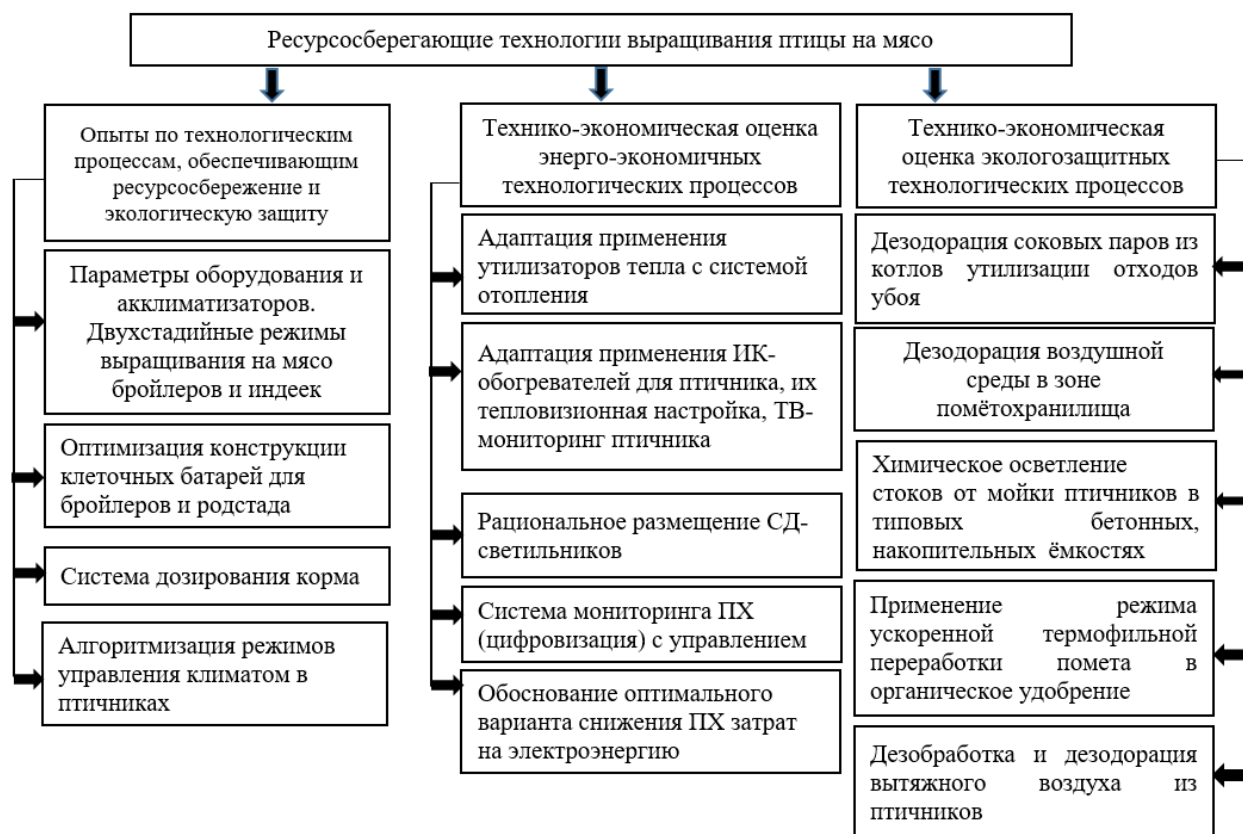 Ресурсосберегающие технологии выращивания птицы на мясо
Опыты по технологическим
процессам, обеспечивающим
ресурсосбережение и
экологическую защиту
Параметры оборудования и
акклиматизаторов.
Двухстадийные режимы
выращивания на мясо
бройлеров и индеек
Оптимизация конструкции
клеточных батарей для
бройлеров и родстада
Система дозирования корма
Алгоритмизация режимов
управления климатом в
птичниках
Технико-экономическая оценка
энерго-экономичных
технологических процессов
Адаптация применения
утилизаторов тепла с системой
отопления
Адаптация применения ИК-
обогревателей для птичника, их
тепловизионная настройка, ТВ-
мониторинг птичника
Рациональное размещение СД-
светильников
Система мониторинга ПХ
(цифровизация) с управлением
Обоснование оптимального
варианта снижения ПХ затрат
на электроэнергию
Технико-экономическая
оценка экологозащитных
технологических процессов
Дезодорация соковых паров из
котлов утилизации отходов
убоя
Дезодорация воздушной
среды в зоне
помётохранилища
Химическое осветление
стоков от мойки птичников в
типовых бетонных,
накопительных ёмкостях
Применение режима
ускоренной термофильной
переработки помета в
органическое удобрение
Дезобработка и дезодорация
вытяжного воздуха из
птичников